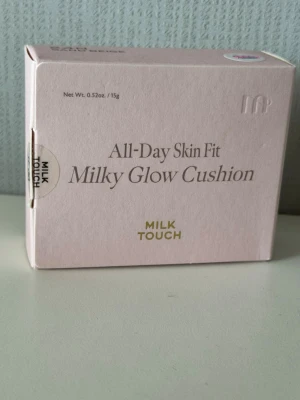 Net Wt. 0.53oz. / 15g
All-Day Skin Fit
Milky Glow Cushion
MILK
TOUCH
MILK
TOUCH